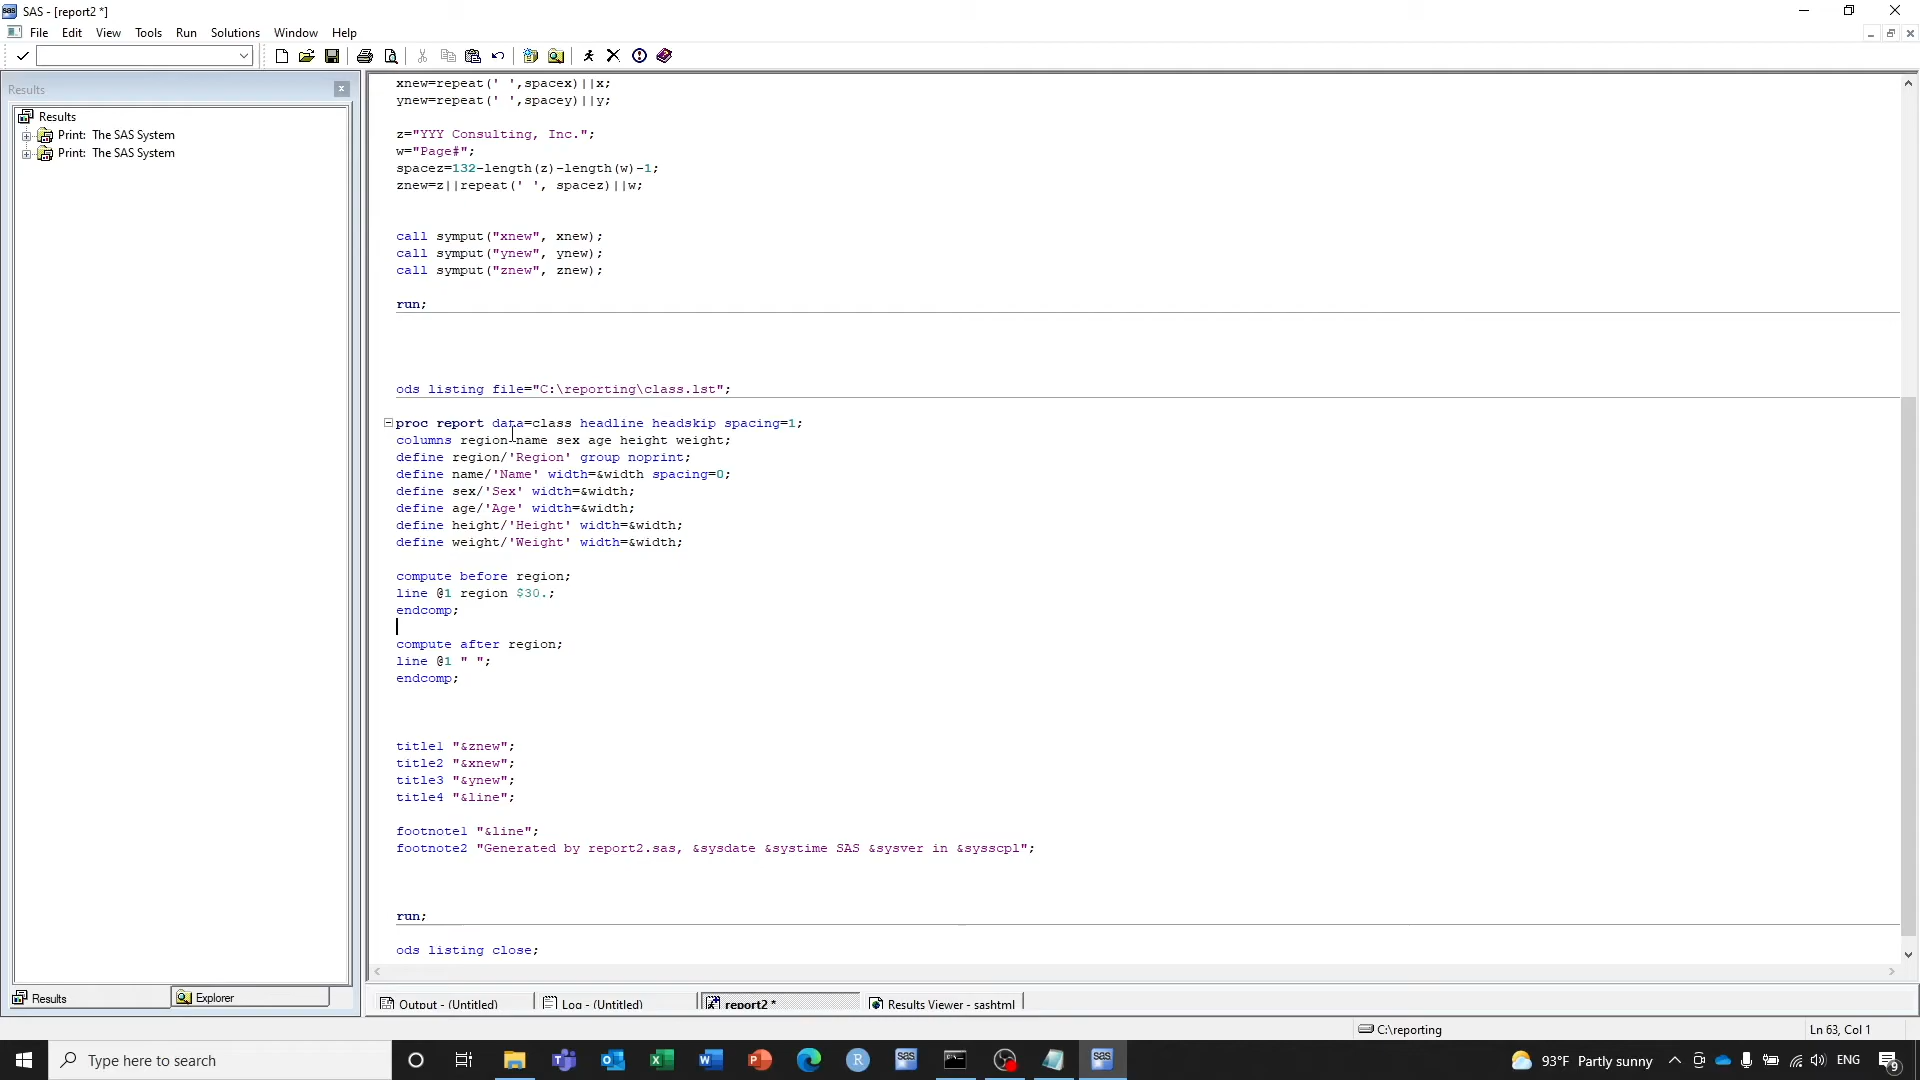 SAS - [report2 *]
File Edit View Tools Run Solutions Window Help
Results
Results
Print: The SAS System
Print: The SAS System
xnew=repeat(' ',spacex)||x;
ynew=repeat(' ',spacey)||y;
z="YYY Consulting, Inc.";
w="Page#";
spacez=132-length(z)-length(w)-1;
znew=z||repeat(' ', spacez)||w;
call symput("xnew", xnew);
call symput("ynew", ynew);
call symput("znew", znew);
run;
ods listing file="C:\reporting\class.lst";
proc report data=class headline headskip spacing=1;
columns region name sex age height weight;
define region/'Region' group noprint;
define name/'Name' width=&width spacing=0;
define sex/'Sex' width=&width;
define age/'Age' width=&width;
define height/'Height' width=&width;
define weight/'Weight' width=&width;
compute before region;
line @1 region $30.;
endcomp;
compute after region;
line @1 " ";
endcomp;
title1 "&znew";
title2 "&xnew";
title3 "&ynew";
title4 "&line";
footnote1 "&line";
footnote2 "Generated by report2.sas, &sysdate &systime SAS &sysver in &sysscpl";
run;
ods listing close;
Results Explorer
Output - (Untitled) Log - (Untitled) report2 * Results Viewer - sashtml
C:\reporting Ln 63, Col 1
Type here to search
93°F Partly sunny ENG 9